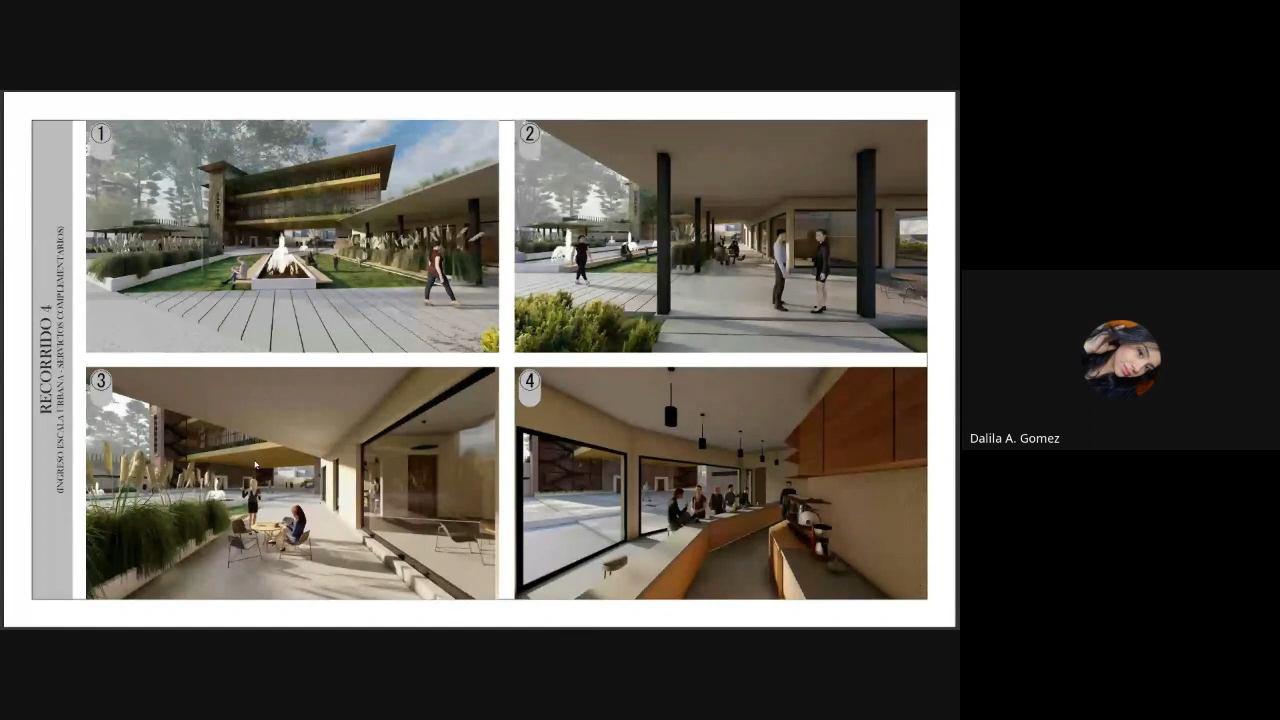 RECORRIDO 4
(INGRESO ESCALA URBANA - SERVICIOS COMPLEMENTARIOS)
1
2
3
4
Dalila A. Gomez